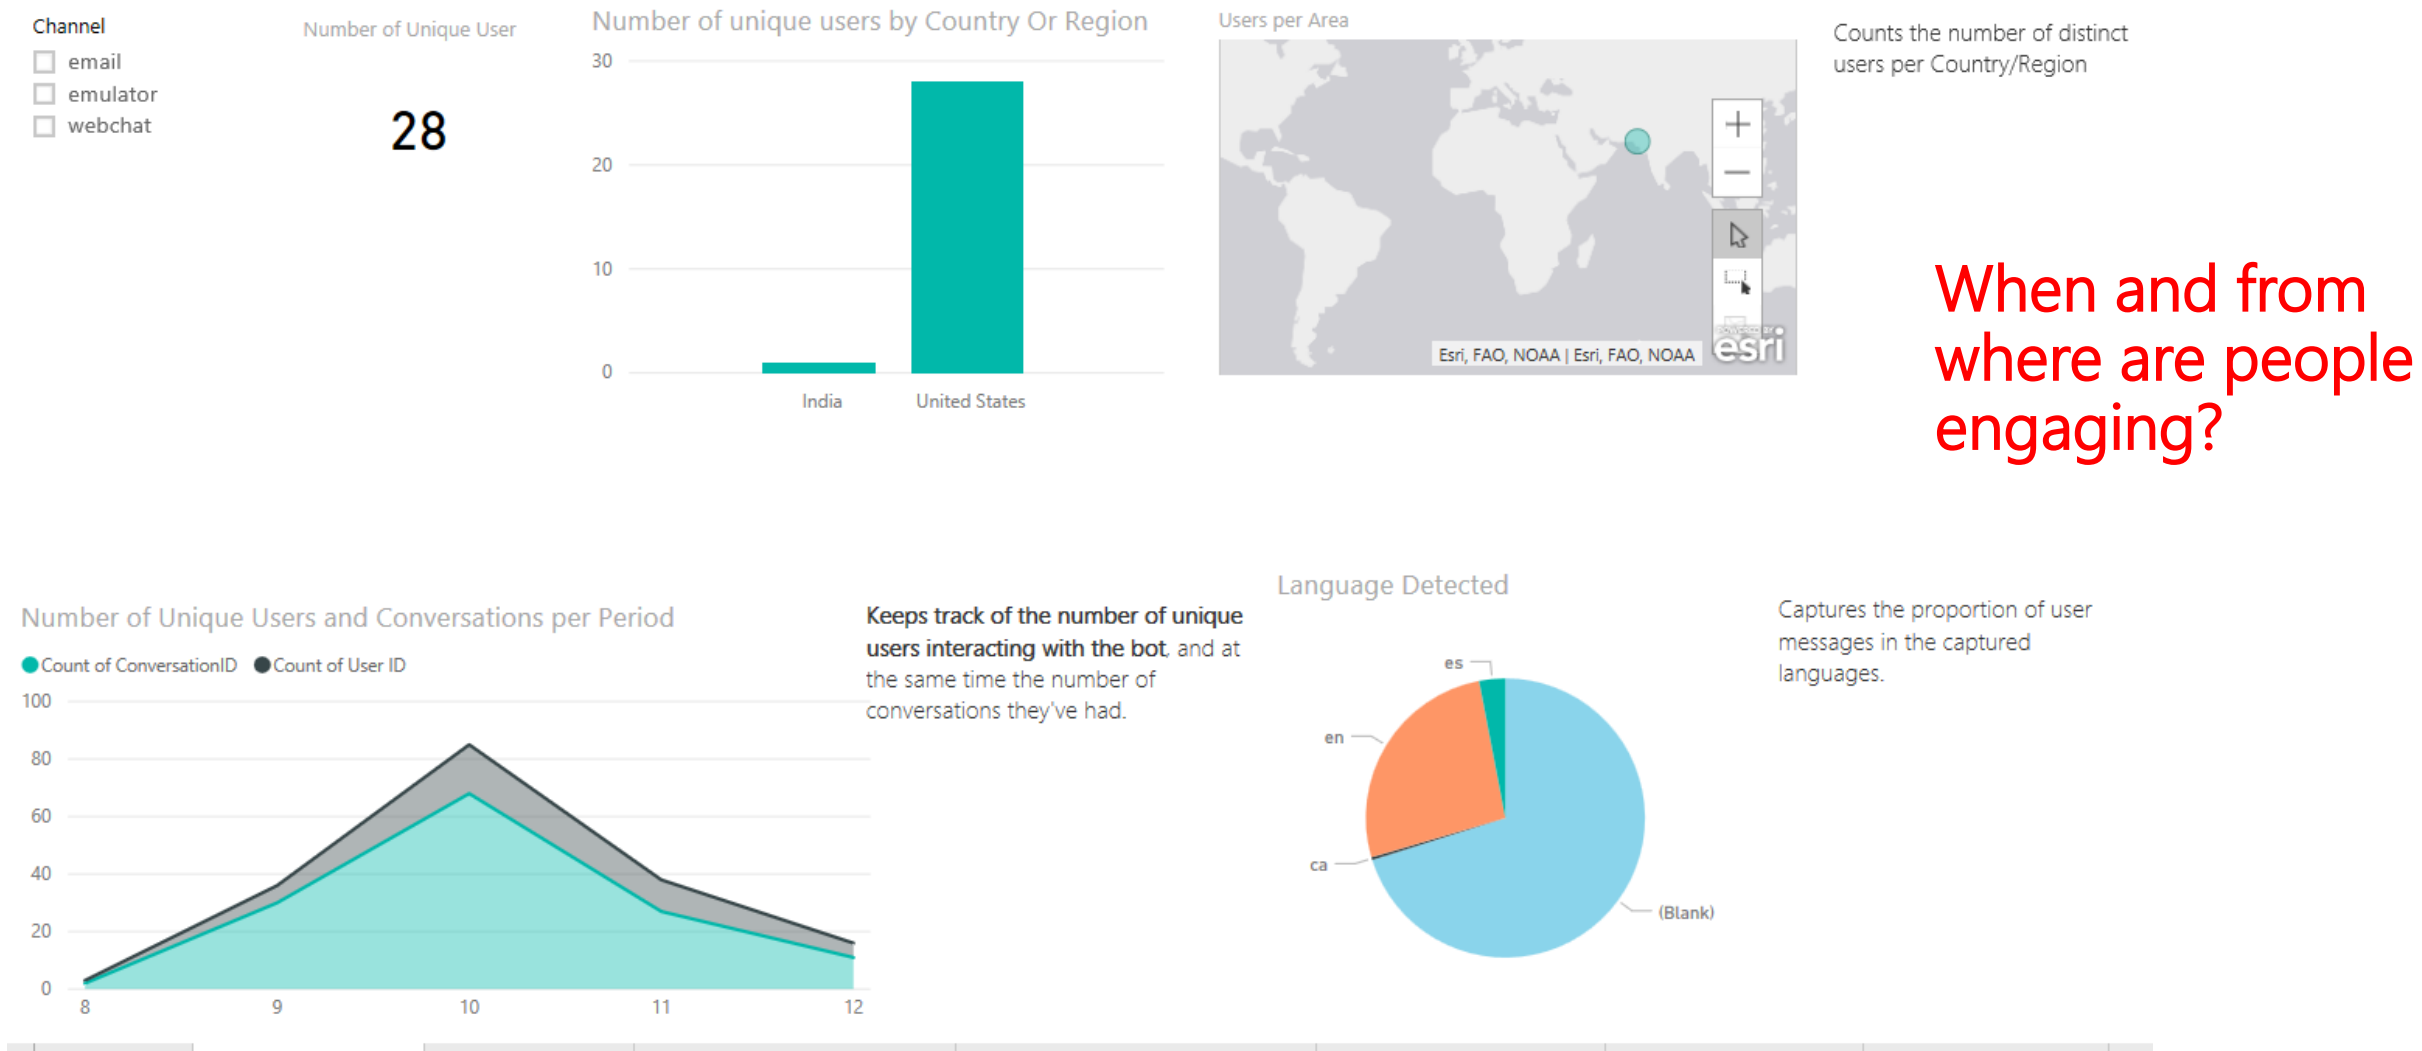 Channel
email
emulator
webchat
Number of Unique User
28
Number of unique users by Country Or Region
30
20
10
0
India
United States
Users per Area
Esri, FAO, NOAA | Esri, FAO, NOAA
POWERED BY
esri
Counts the number of distinct
users per Country/Region
When and from
where are people
engaging?
Number of Unique Users and Conversations per Period
Count of ConversationID
Count of User ID
100
80
60
40
20
0
8
9
10
11
12
Keeps track of the number of unique
users interacting with the bot, and at
the same time the number of
conversations they've had.
Language Detected
es
en
ca
(Blank)
Captures the proportion of user
messages in the captured
languages.